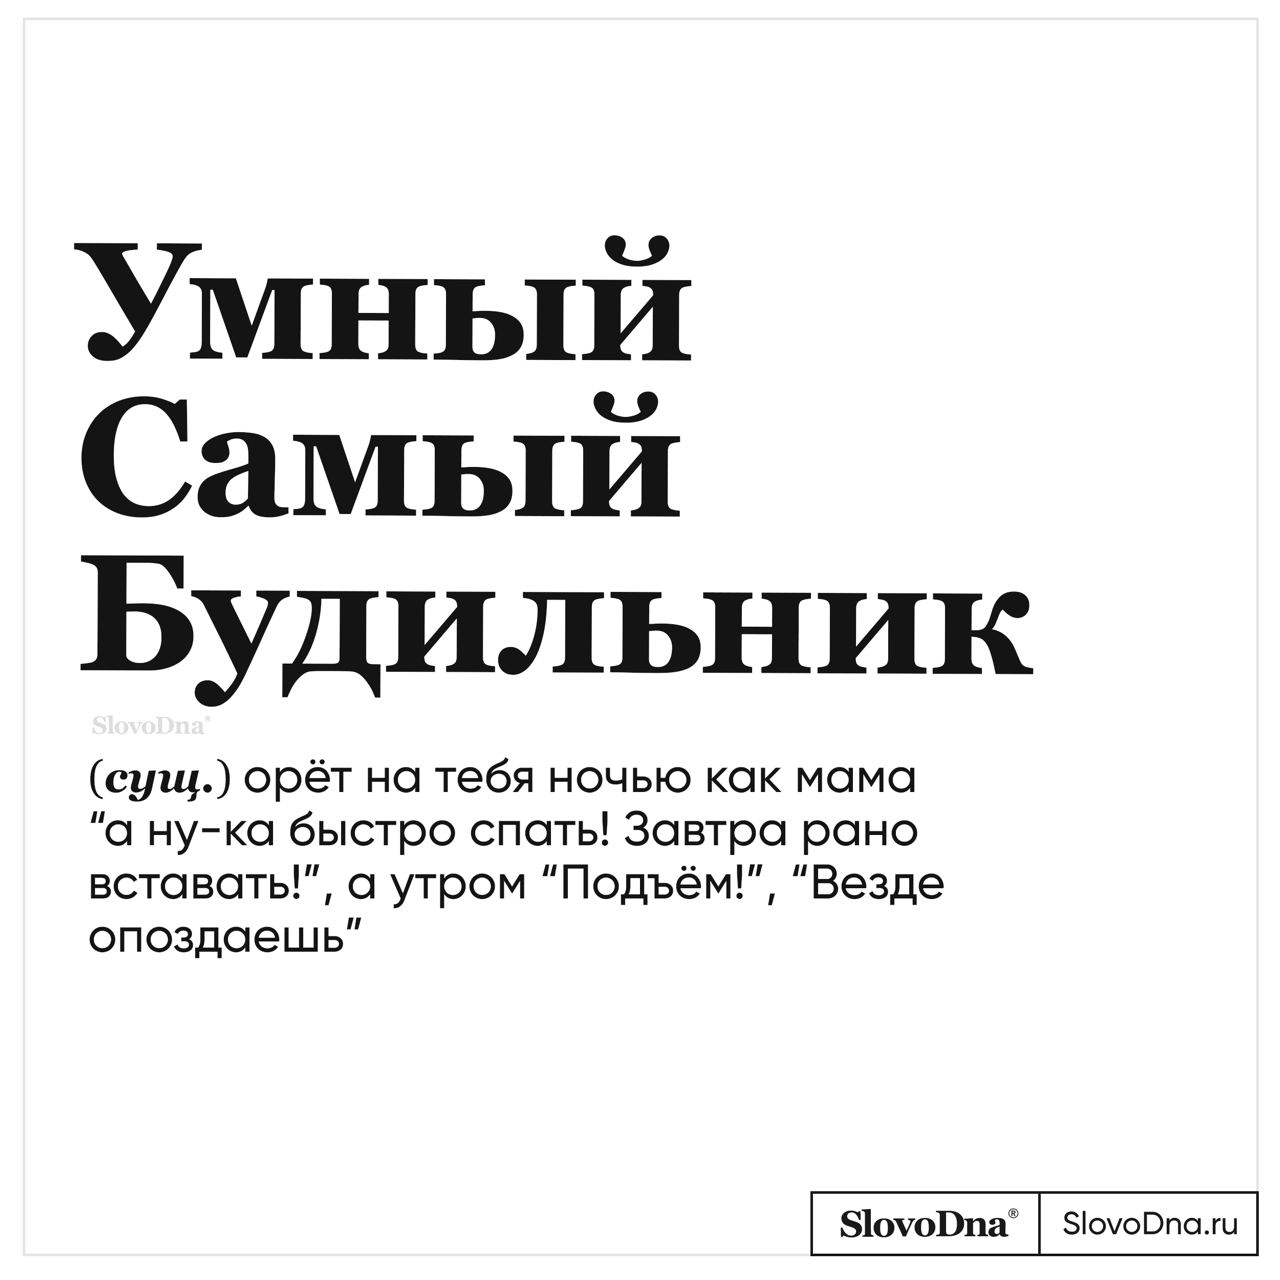 Умный
Самый
Будильник
SlovoDna®
(сущ.) орёт на тебя ночью как мама
“а ну-ка быстро спать! Завтра рано
вставать!”, а утром “Подъём!”, “Везде
опоздаешь”
SlovoDna® SlovoDna.ru